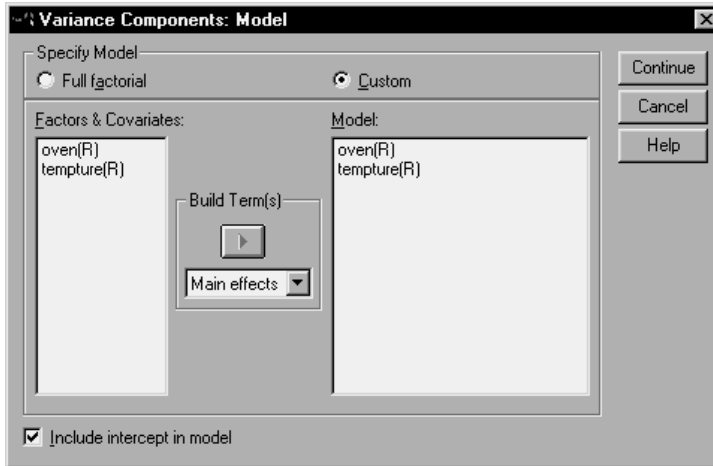 Variance Components: Model
Specify Model
Full factorial
Custom
Continue
Cancel
Help
Factors & Covariates:
oven(R)
tempture(R)
Build Term(s)
Main effects
Model:
oven(R)
tempture(R)
Include intercept in model